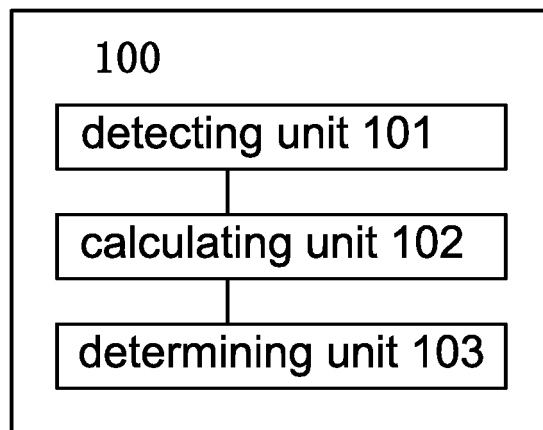 100
detecting unit 101
calculating unit 102
determining unit 103